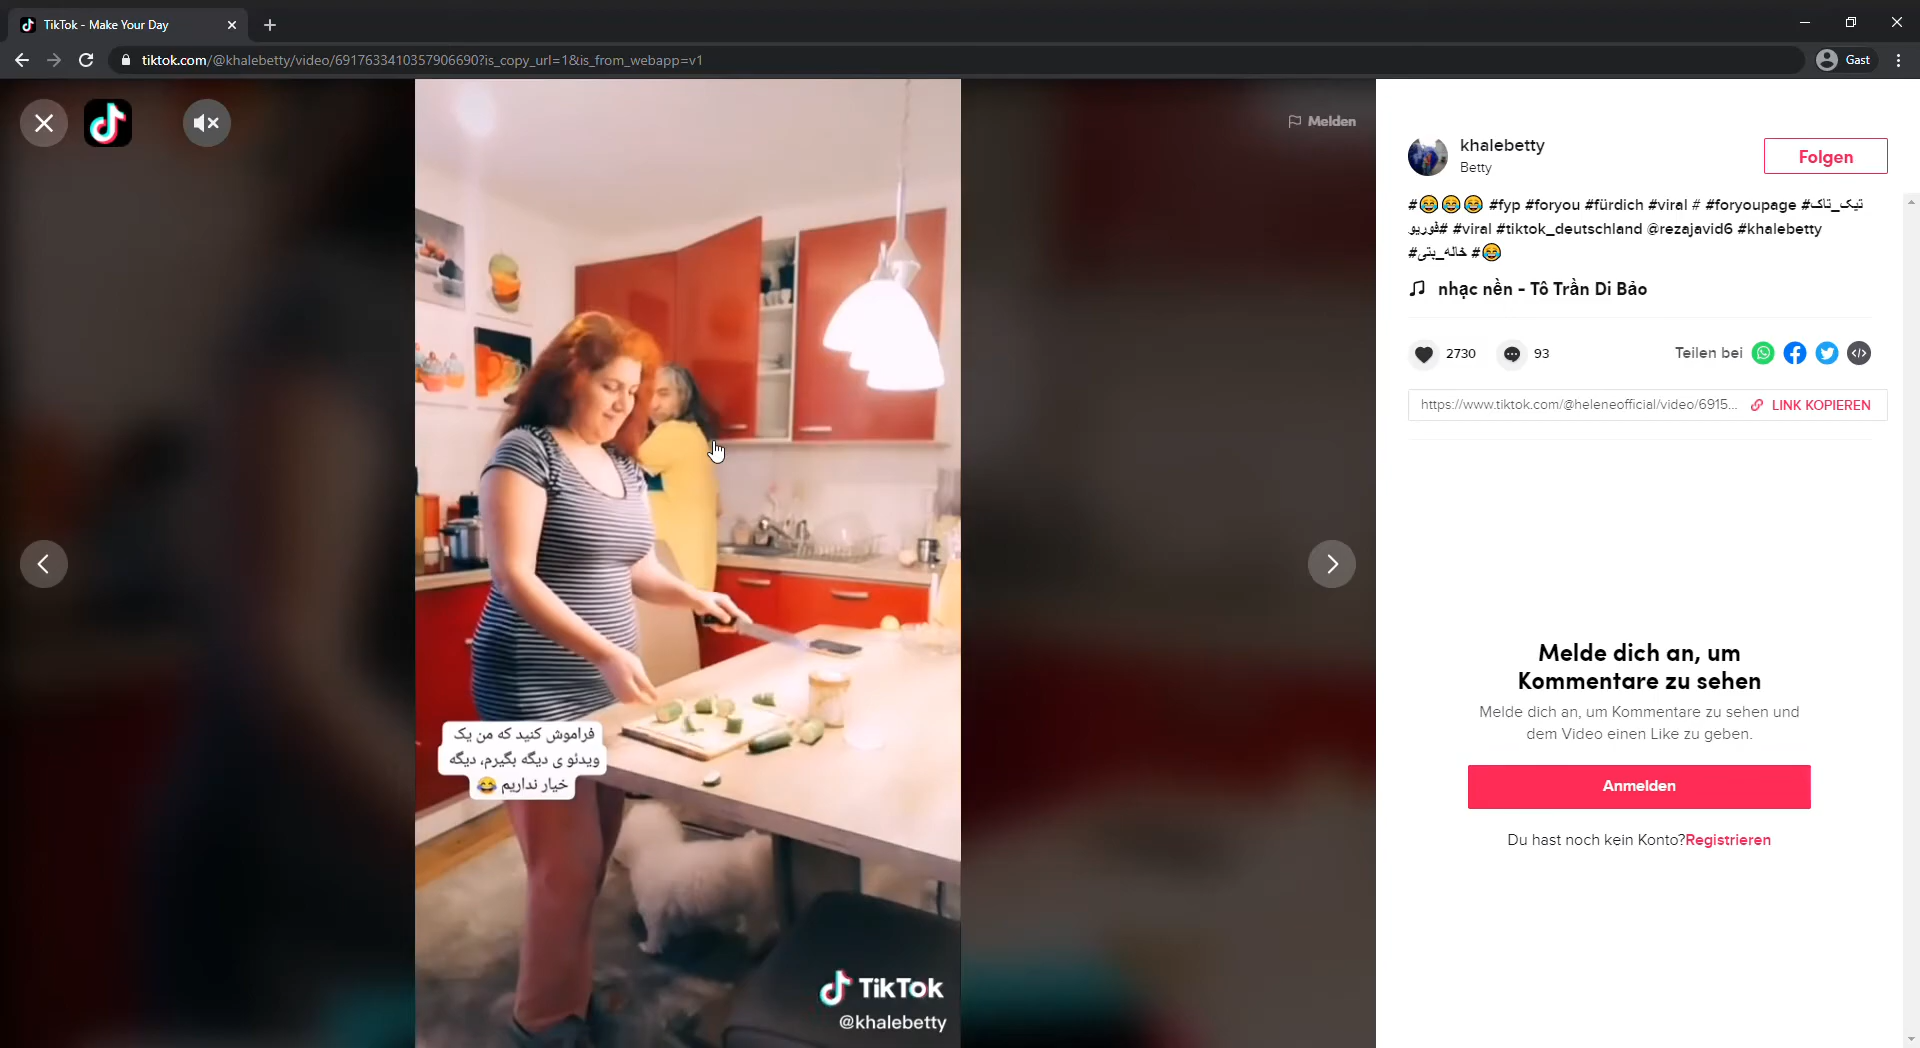 TikTok - Make Your Day
tiktok.com/@khalebetty/video/6917633410357906690?is_copy_url=1&is_from_webapp=v1
Gast
Melden
khalebetty
Betty
Folgen
#😂😂😂 #fyp #foryou #fürdich #viral # #foryoupage #تیک_تاک
#فوریو #viral #tiktok_deutschland @rezajavid6 #khalebetty
#خاله_بتی #😂
nhạc nền - Tô Trần Di Bảo
2730
93
Teilen bei
https://www.tiktok.com/@heleneofficial/video/6915...
LINK KOPIEREN
فراموش کنید که من یک
ویدئو ی دیگه بگیرم، دیگه
خیار نداریم 😂
Melde dich an, um
Kommentare zu sehen
Melde dich an, um Kommentare zu sehen und
dem Video einen Like zu geben.
Anmelden
Du hast noch kein Konto?Registrieren
TikTok
@khalebetty